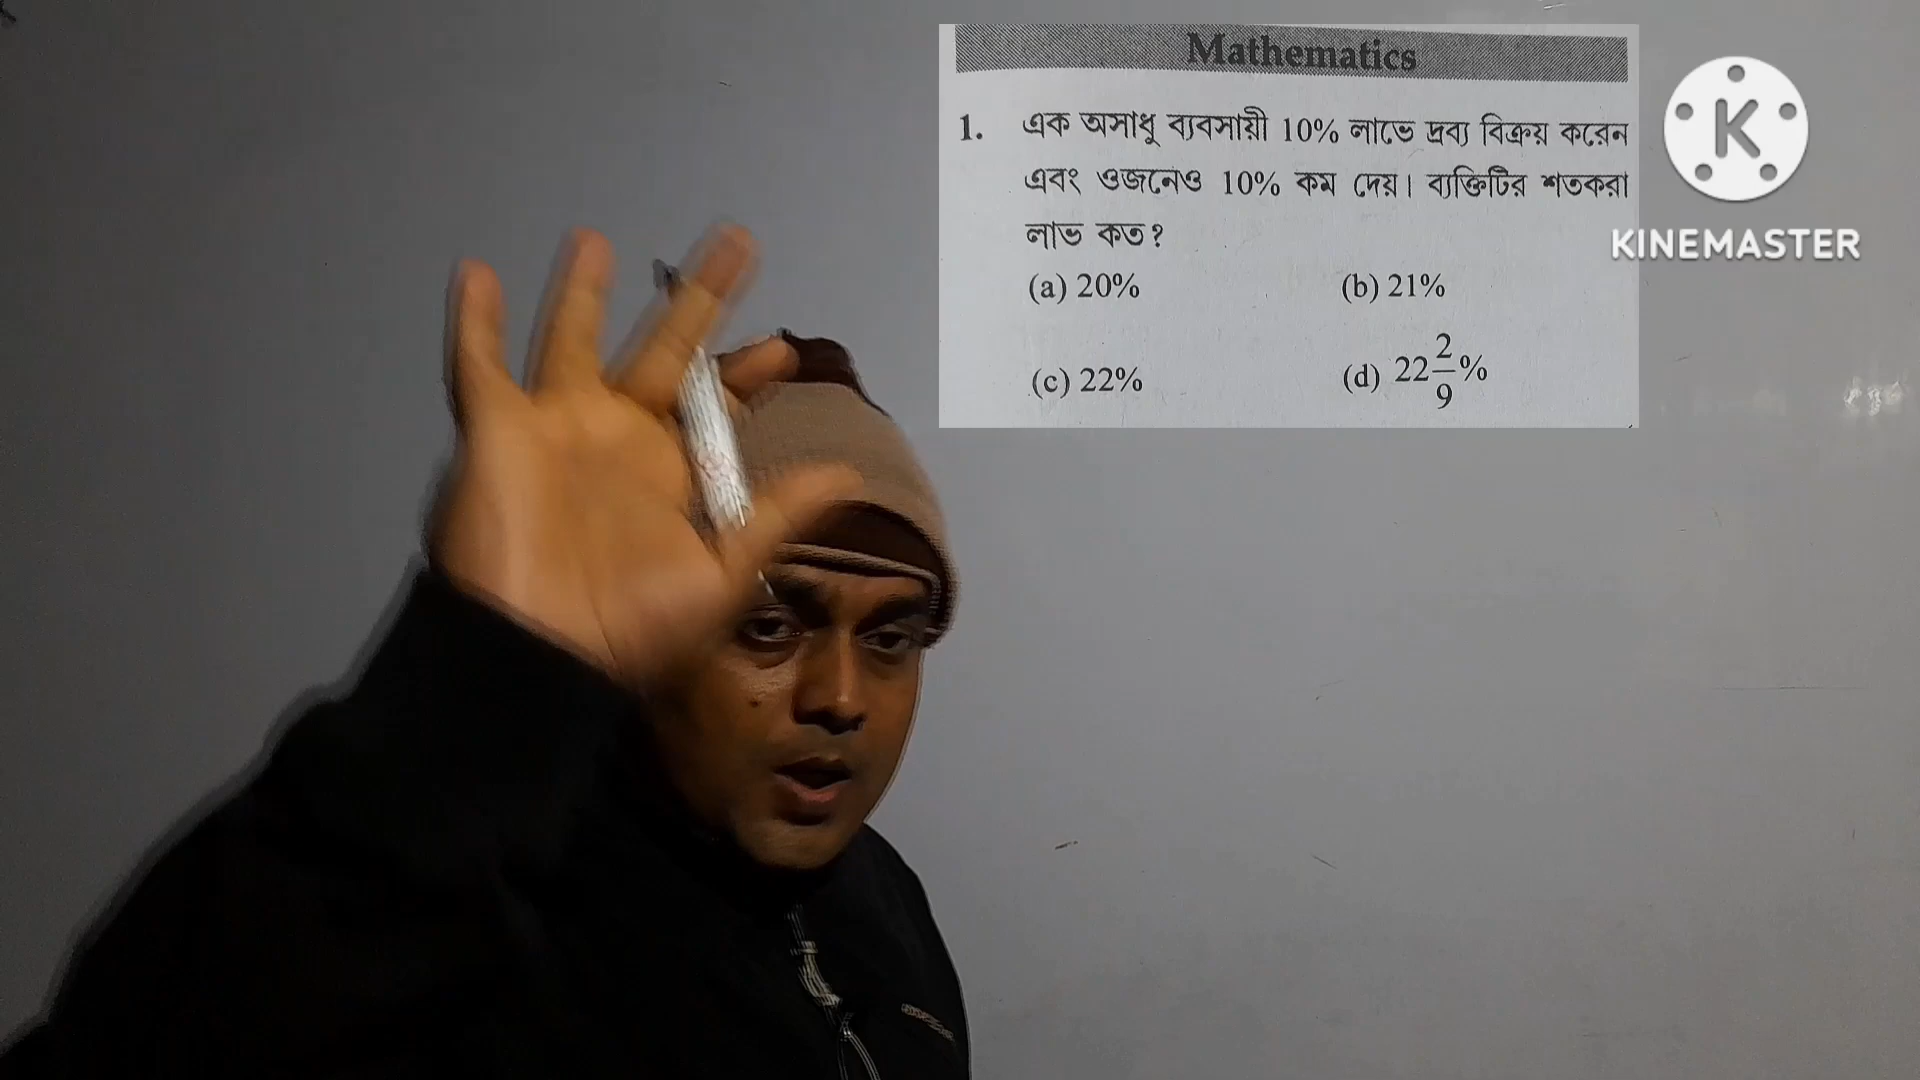 Mathematics
1. এক অসাধু ব্যবসায়ী 10% লাভে দ্রব্য বিক্রয় করেন
এবং ওজনেও 10% কম দেয়। ব্যক্তিটির শতকরা
লাভ কত?
(a) 20% (b) 21%
(c) 22% (d) 22 2/9 %
K
KINEMASTER